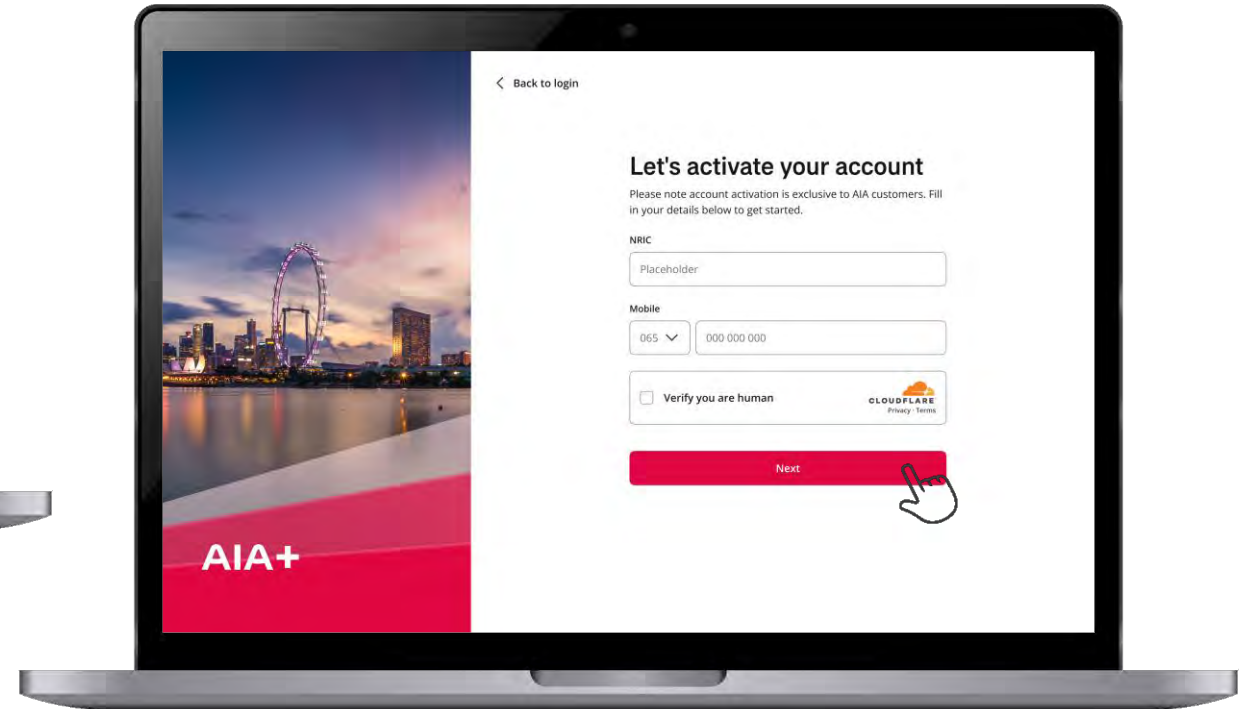 Back to login
Let's activate your account
Please note account activation is exclusive to AIA customers. Fill
in your details below to get started.
NRIC
Placeholder
Mobile
065 000 000 000
Verify you are human
CLOUDFLARE
Privacy · Terms
Next
AIA+